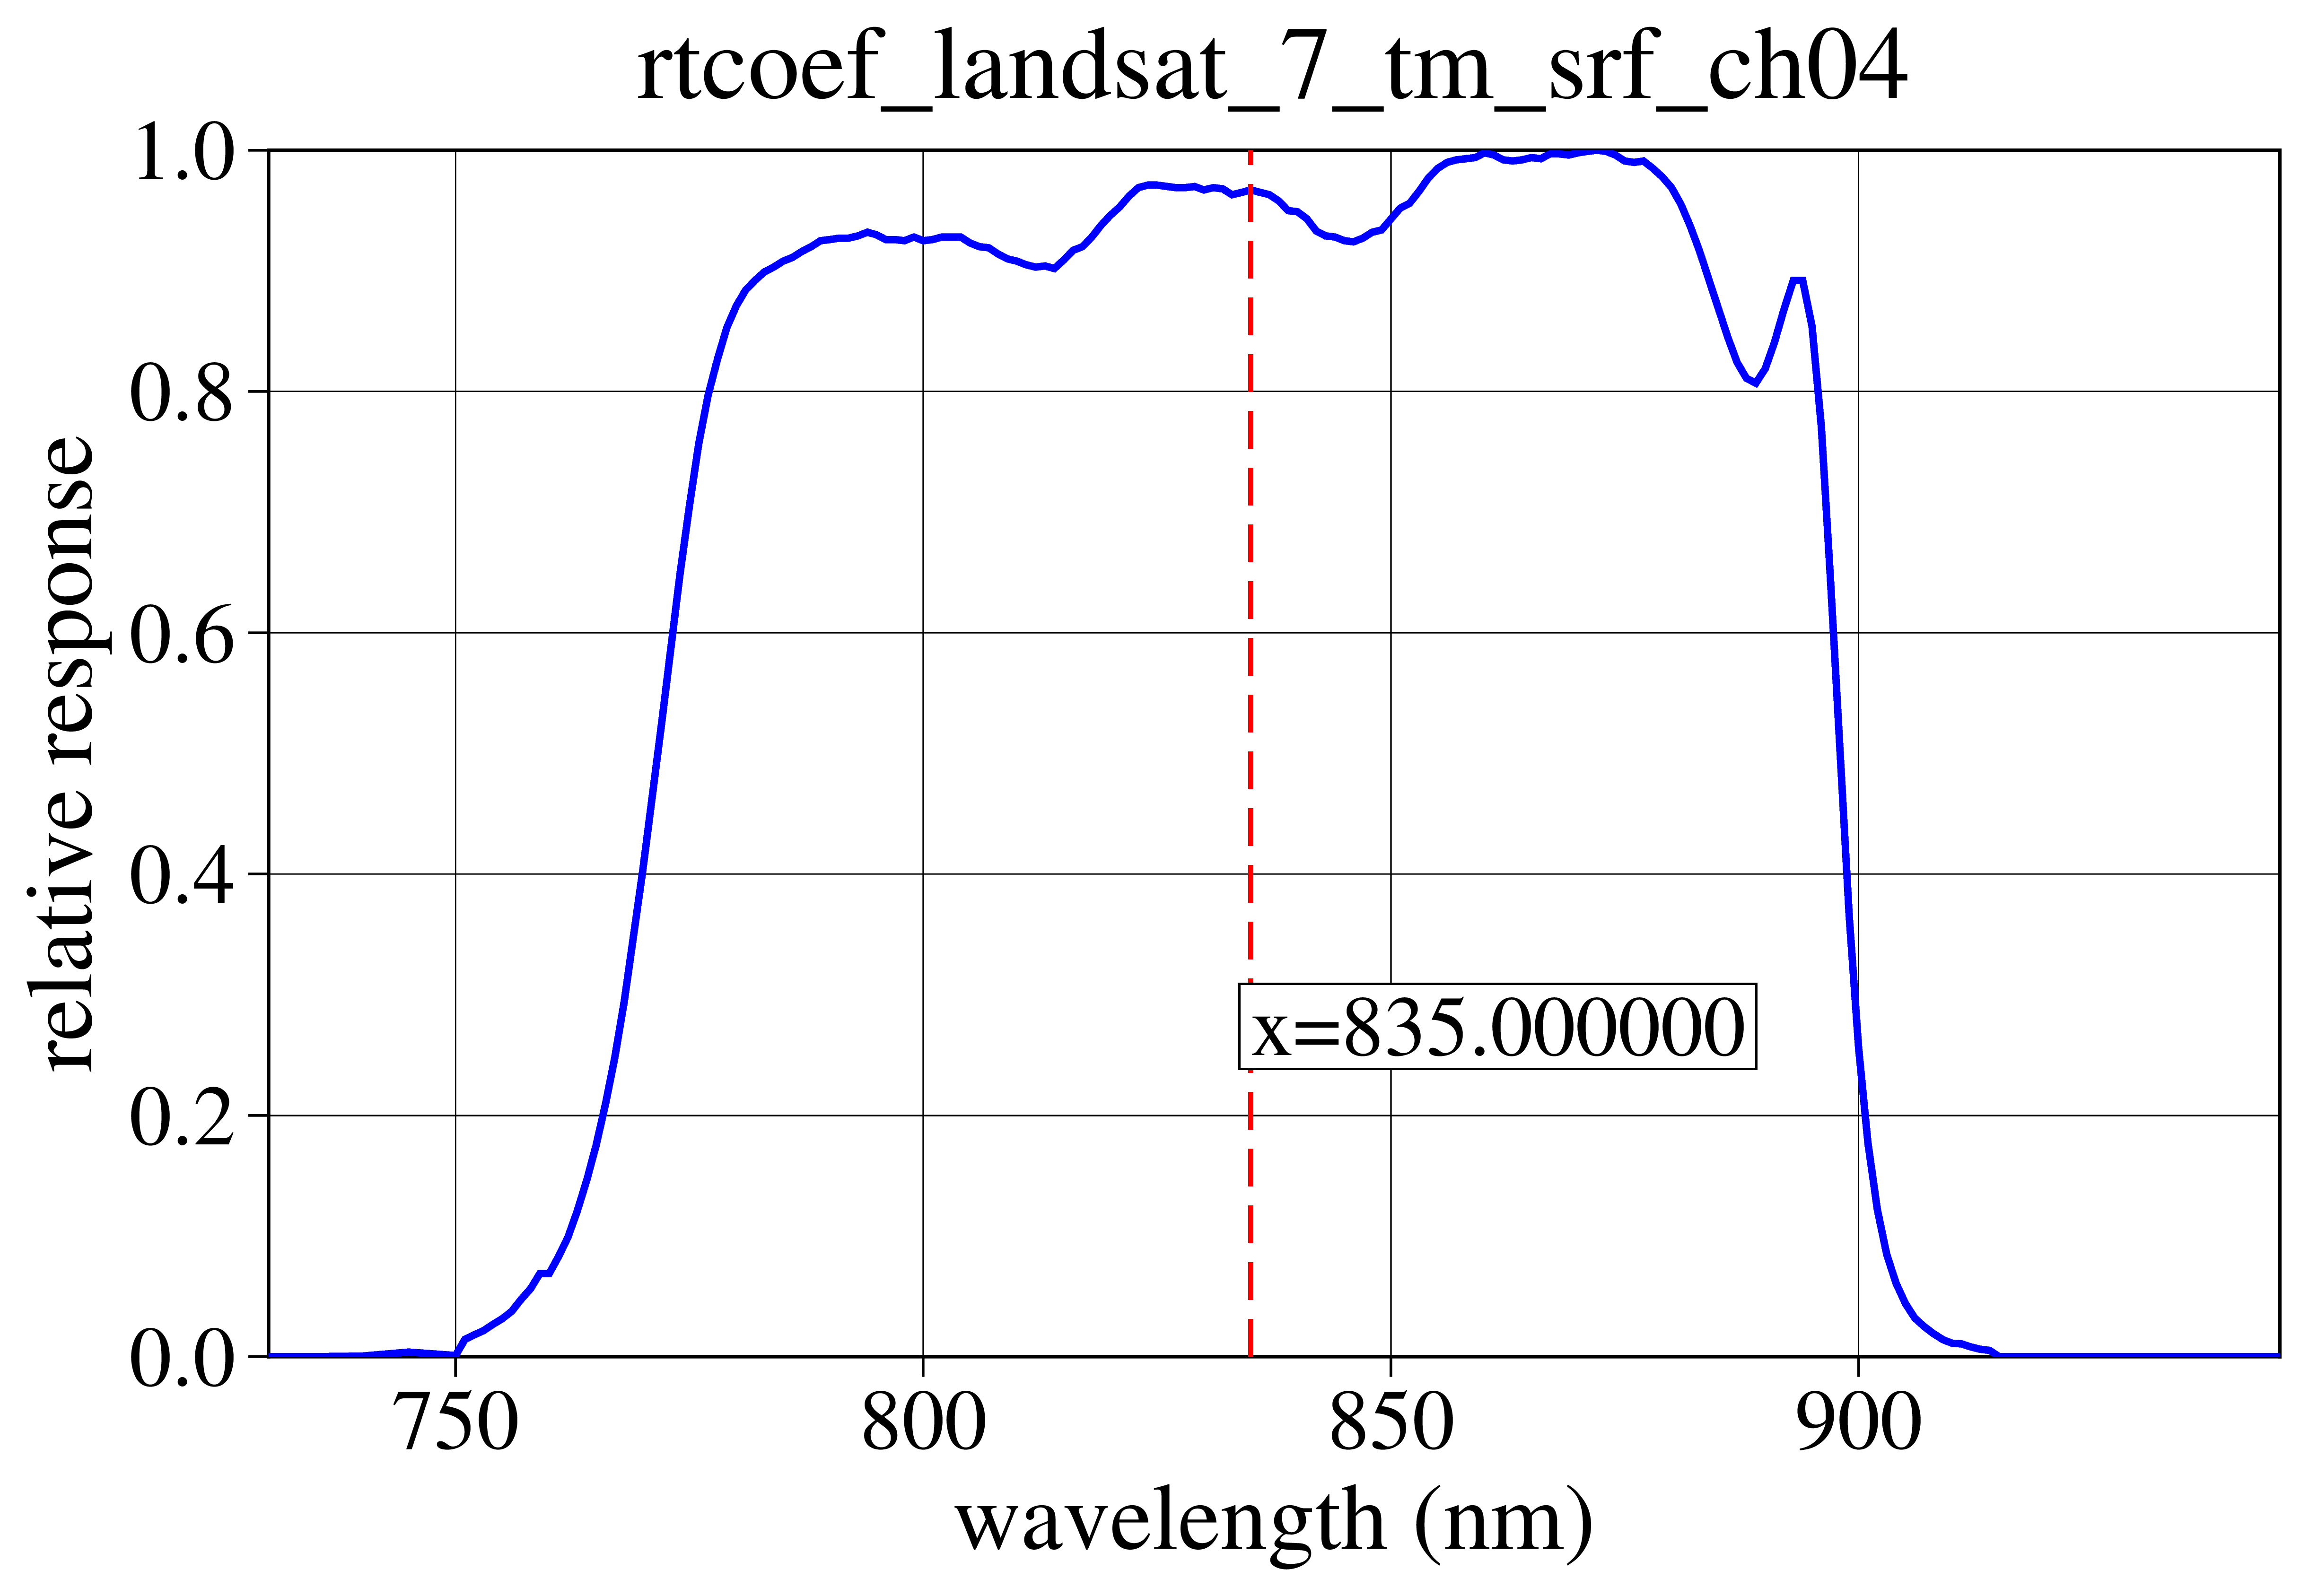 rtcoef_landsat_7_tm_srf_ch04
1.0
0.8
0.6
0.4
0.2
0.0
relative response
x=835.000000
750 800 850 900
wavelength (nm)